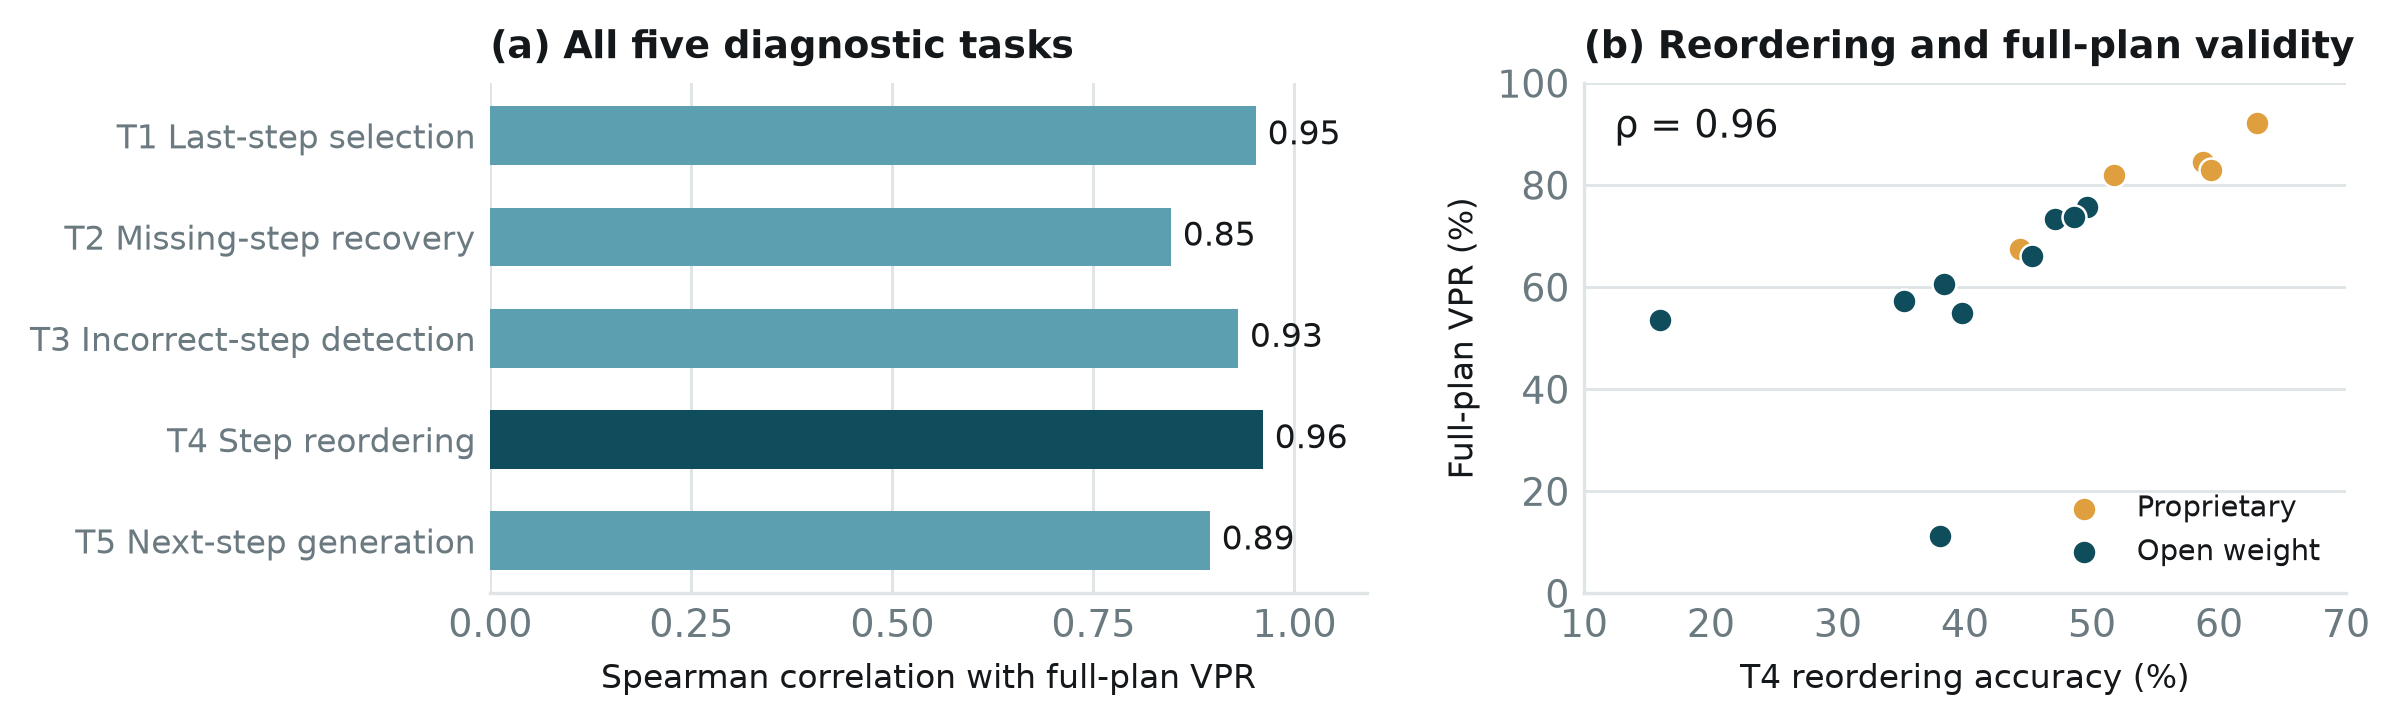 (a) All five diagnostic tasks
T1 Last-step selection
0.95
T2 Missing-step recovery
0.85
T3 Incorrect-step detection
0.93
T4 Step reordering
0.96
T5 Next-step generation
0.89
0.00 0.25 0.50 0.75 1.00
Spearman correlation with full-plan VPR
(b) Reordering and full-plan validity
ρ = 0.96
Full-plan VPR (%)
100
80
60
40
20
0
Proprietary
Open weight
10 20 30 40 50 60 70
T4 reordering accuracy (%)